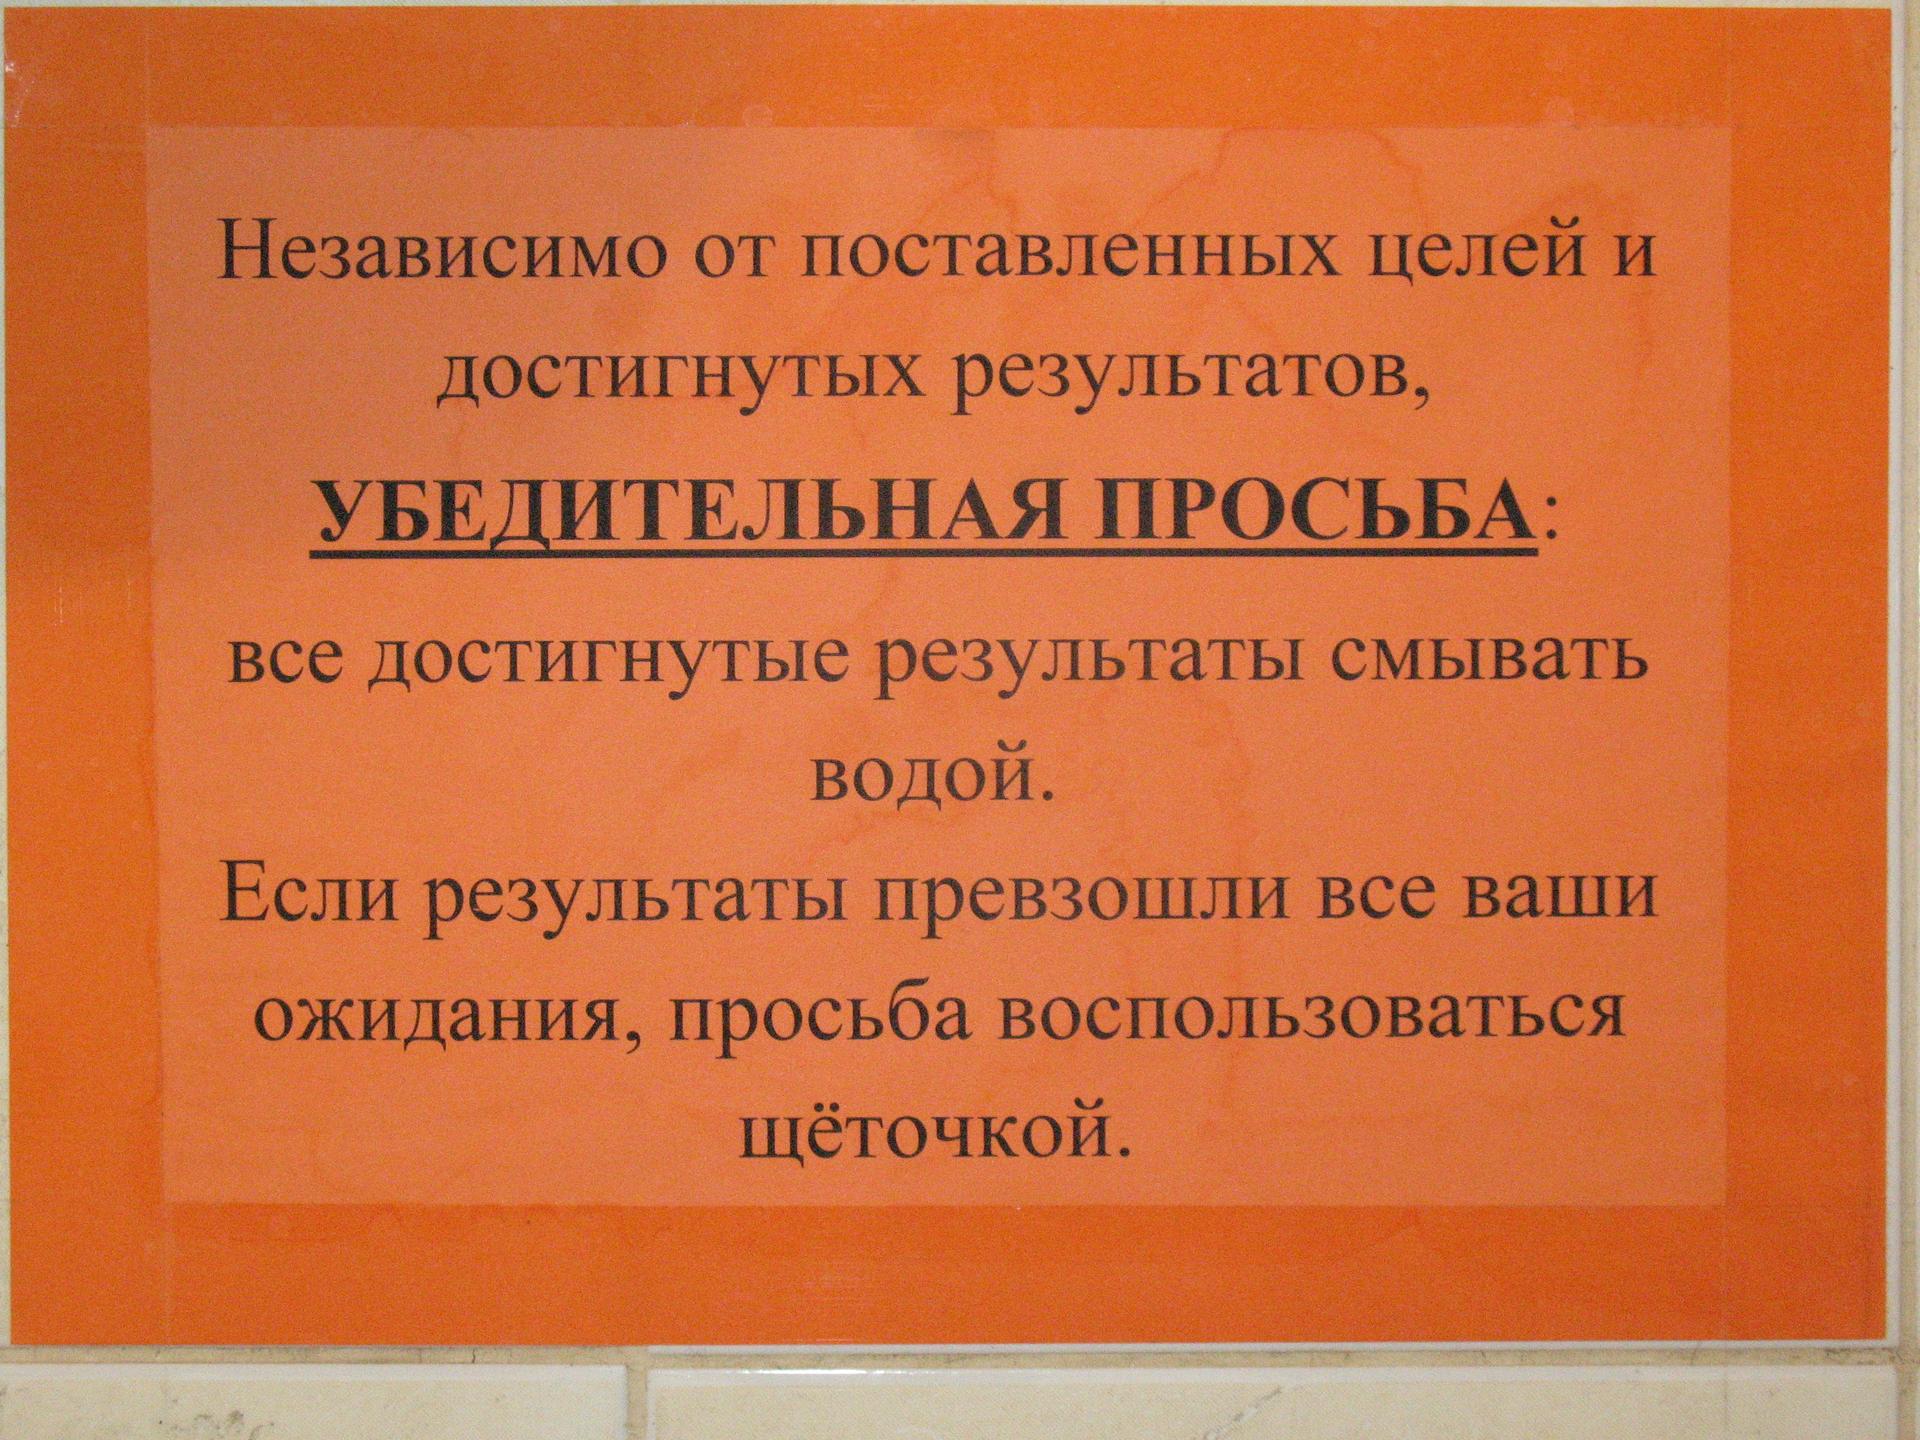 Независимо от поставленных целей и
достигнутых результатов,
УБЕДИТЕЛЬНАЯ ПРОСЬБА:
все достигнутые результаты смывать
водой.
Если результаты превзошли все ваши
ожидания, просьба воспользоваться
щёточкой.